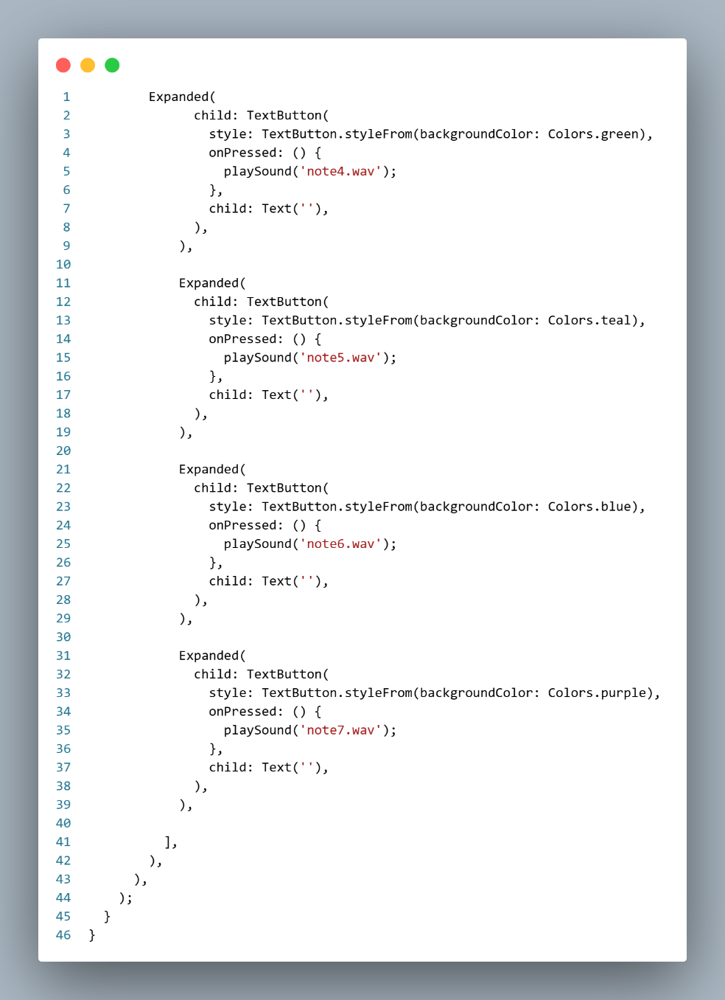 1         Expanded(
2               child: TextButton(
3                 style: TextButton.styleFrom(backgroundColor: Colors.green),
4                 onPressed: () {
5                   playSound('note4.wav');
6                 },
7                 child: Text(''),
8               ),
9             ),
10
11             Expanded(
12               child: TextButton(
13                 style: TextButton.styleFrom(backgroundColor: Colors.teal),
14                 onPressed: () {
15                   playSound('note5.wav');
16                 },
17                 child: Text(''),
18               ),
19             ),
20
21             Expanded(
22               child: TextButton(
23                 style: TextButton.styleFrom(backgroundColor: Colors.blue),
24                 onPressed: () {
25                   playSound('note6.wav');
26                 },
27                 child: Text(''),
28               ),
29             ),
30
31             Expanded(
32               child: TextButton(
33                 style: TextButton.styleFrom(backgroundColor: Colors.purple),
34                 onPressed: () {
35                   playSound('note7.wav');
36                 },
37                 child: Text(''),
38               ),
39             ),
40
41           ],
42         ),
43       ),
44     );
45   }
46 }